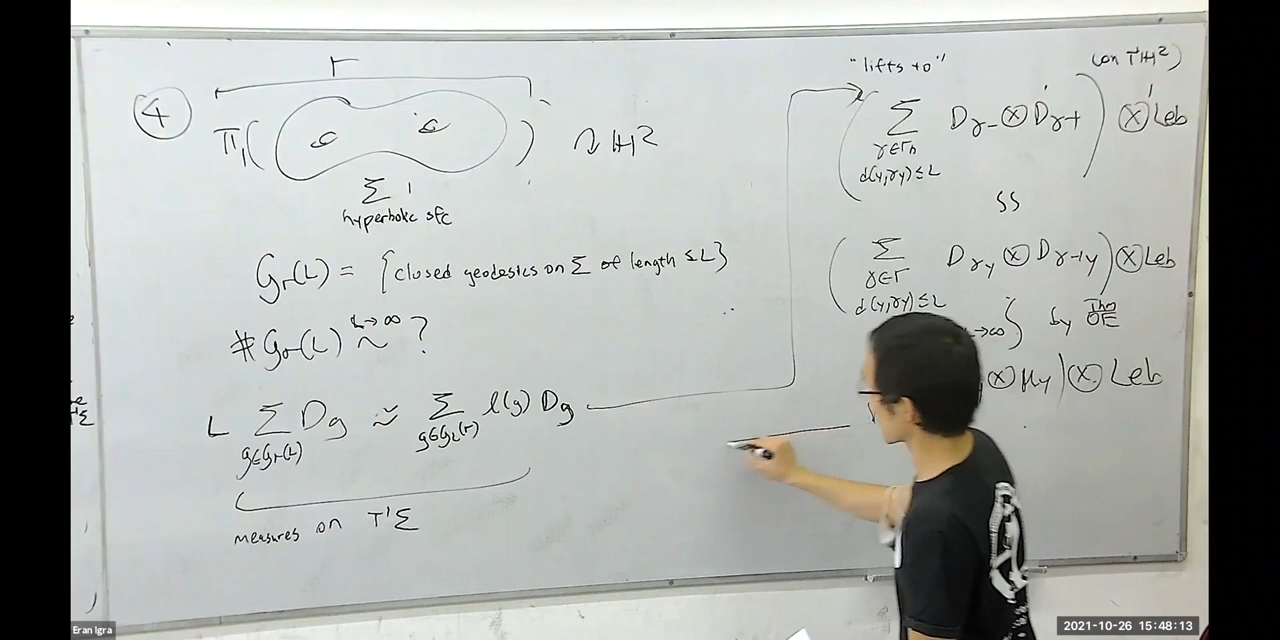 ④
Γ
π₁( ) ↷ ℍ²
Σ
hyperbolic sfc
G_Γ(L) = {closed geodesics on Σ of length ≤ L}
# G_Γ(L) ~ ?
L→∞
L Σ D_g ≈ Σ ℓ(g) D_g
g∈G_Γ(L) g∈G_L(Γ)
measures on T¹Σ
"lifts to" (on T¹ℍ²)
( Σ D_γ- ⊗ D_γ+ ) ⊗ Leb
γ∈Γ_h
d(y,γy) ≤ L
( Σ D_γy ⊗ D_γ-1y ) ⊗ Leb
γ∈Γ
d(y,γy) ≤ L
→∞ } by Thm
⊗ μ_y) ⊗ Leb
Eran Igra
2021-10-26 15:48:13